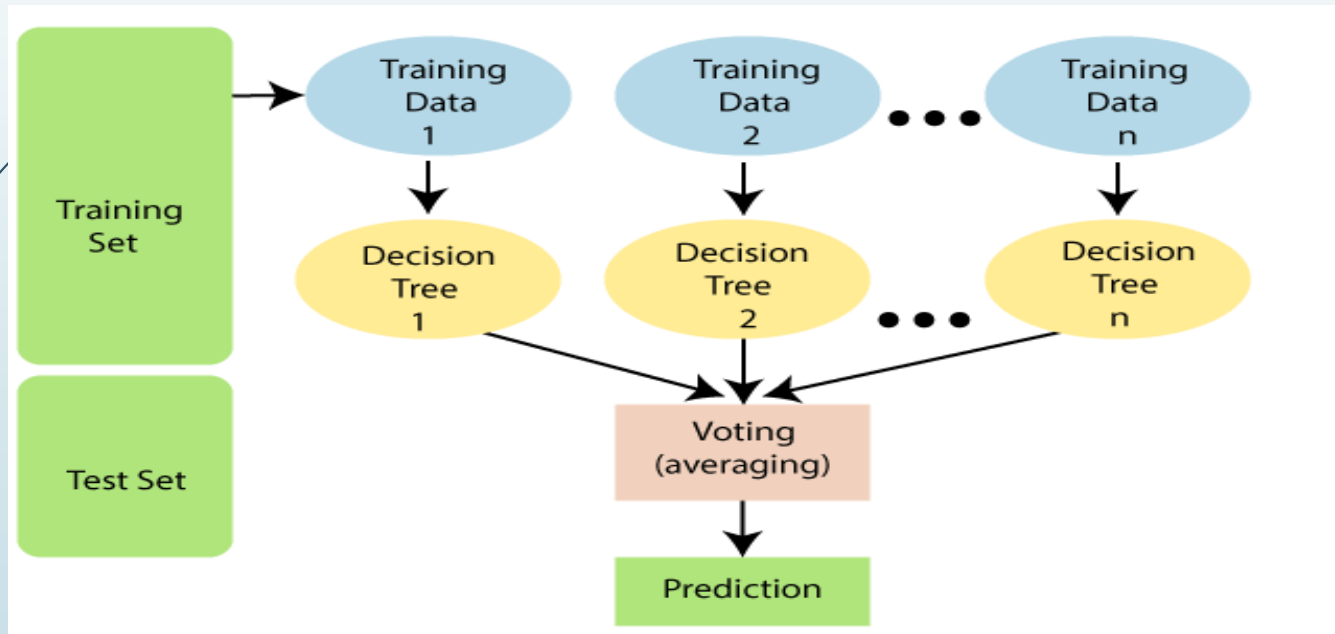 Training
Set
Test Set
Training
Data
1
Training
Data
2
Training
Data
n
Decision
Tree
1
Decision
Tree
2
Decision
Tree
n
Voting
(averaging)
Prediction